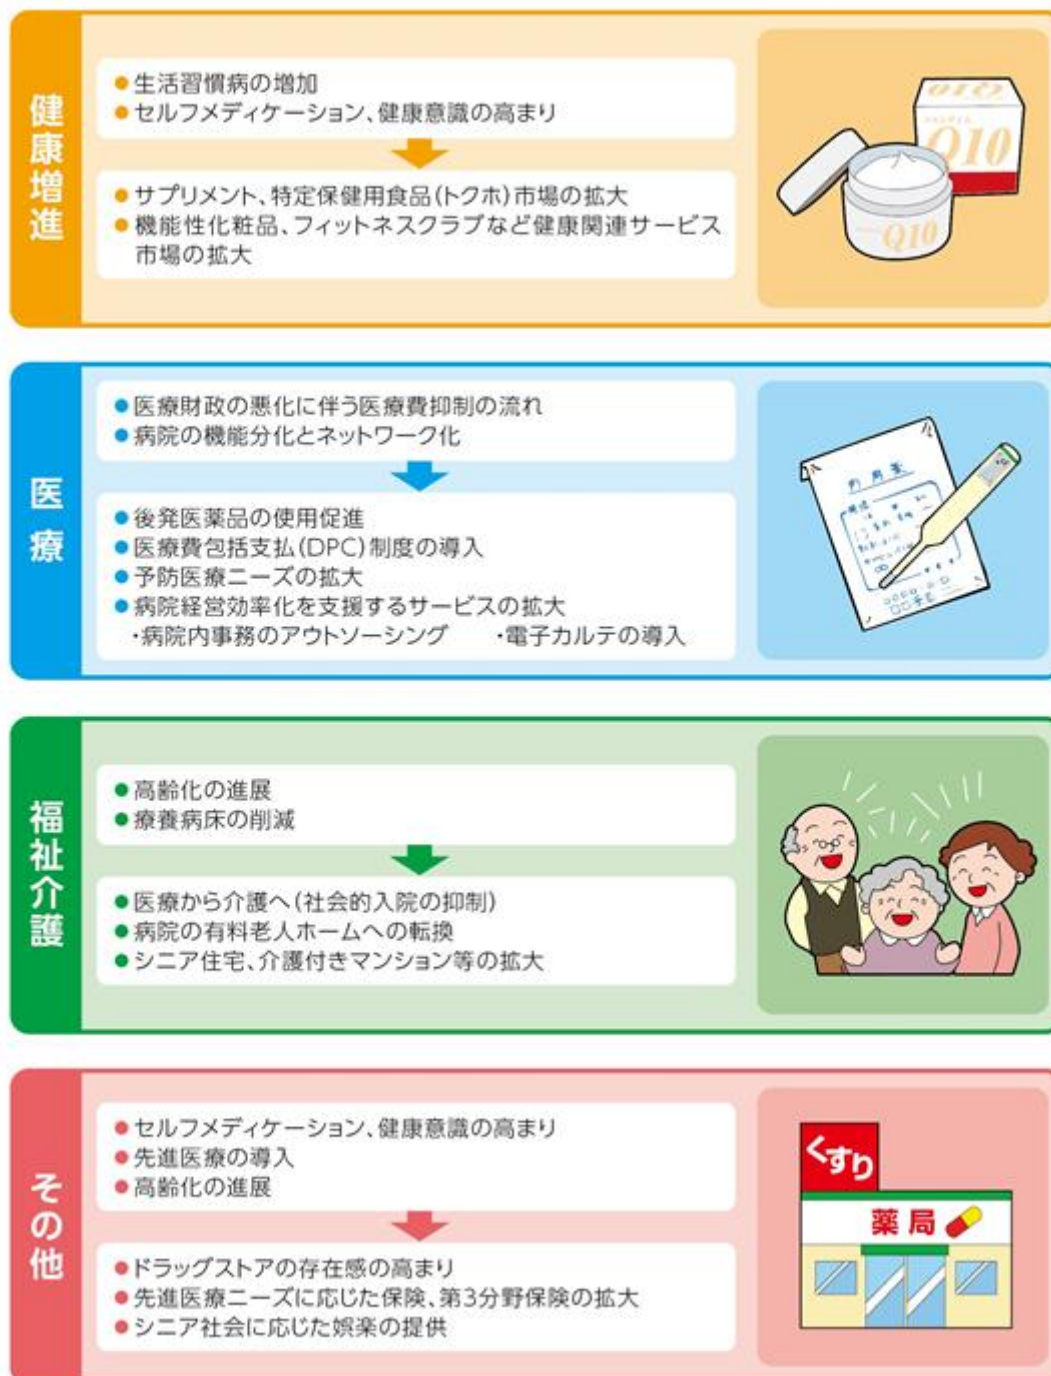 健康増進
●生活習慣病の増加
●セルフメディケーション、健康意識の高まり
●サプリメント、特定保健用食品(トクホ)市場の拡大
●機能性化粧品、フィットネスクラブなど健康関連サービス
市場の拡大
Q10
Q10
Q10
医療
●医療財政の悪化に伴う医療費抑制の流れ
●病院の機能分化とネットワーク化
●後発医薬品の使用促進
●医療費包括支払(DPC)制度の導入
●予防医療ニーズの拡大
●病院経営効率化を支援するサービスの拡大
・病院内事務のアウトソーシング ・電子カルテの導入
内用薬
福祉介護
●高齢化の進展
●療養病床の削減
●医療から介護へ(社会的入院の抑制)
●病院の有料老人ホームへの転換
●シニア住宅、介護付きマンション等の拡大
その他
●セルフメディケーション、健康意識の高まり
●先進医療の導入
●高齢化の進展
●ドラッグストアの存在感の高まり
●先進医療ニーズに応じた保険、第3分野保険の拡大
●シニア社会に応じた娯楽の提供
くすり
薬局